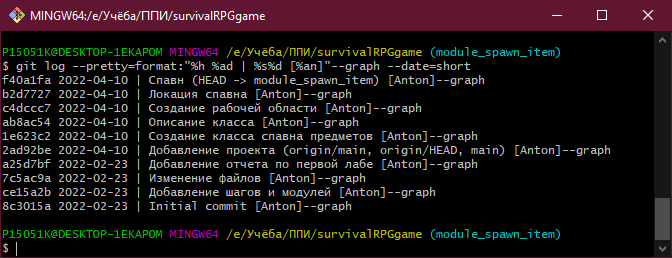 MINGW64:/e/Учёба/ППИ/survivalRPGgame
P15051K@DESKTOP-1EKAPOM MINGW64 /e/Учёба/ППИ/survivalRPGgame (module_spawn_item)
$ git log --pretty=format:"%h %ad | %s%d [%an]"--graph --date=short
f40a1fa 2022-04-10 | Спавн (HEAD -> module_spawn_item) [Anton]--graph
b2d7727 2022-04-10 | Локация спавна [Anton]--graph
c4dccc7 2022-04-10 | Создание рабочей области [Anton]--graph
ab8ac54 2022-04-10 | Описание класса [Anton]--graph
1e623c2 2022-04-10 | Создание класса спавна предметов [Anton]--graph
2ad92be 2022-04-10 | Добавление проекта (origin/main, origin/HEAD, main) [Anton]--graph
a25d7bf 2022-02-23 | Добавление отчета по первой лабе [Anton]--graph
7c5ac9a 2022-02-23 | Изменение файлов [Anton]--graph
ce15a2b 2022-02-23 | Добавление шагов и модулей [Anton]--graph
8c3015a 2022-02-23 | Initial commit [Anton]--graph
P15051K@DESKTOP-1EKAPOM MINGW64 /e/Учёба/ППИ/survivalRPGgame (module_spawn_item)
$